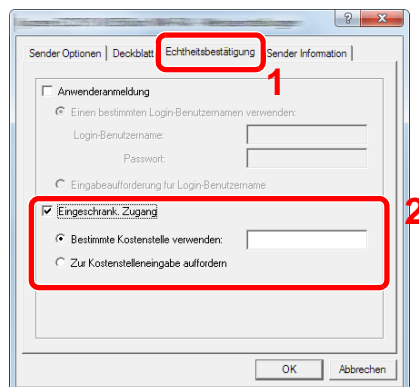 Sender Optionen Deckblatt Echtheitsbestätigung Sender Information
1
Anwenderanmeldung
Einen bestimmten Login-Benutzernamen verwenden:
Login-Benutzername:
Passwort:
Eingabeaufforderung für Login-Benutzername
2
Eingeschränk. Zugang
Bestimmte Kostenstelle verwenden:
Zur Kostenstelleneingabe auffordern
OK Abbrechen